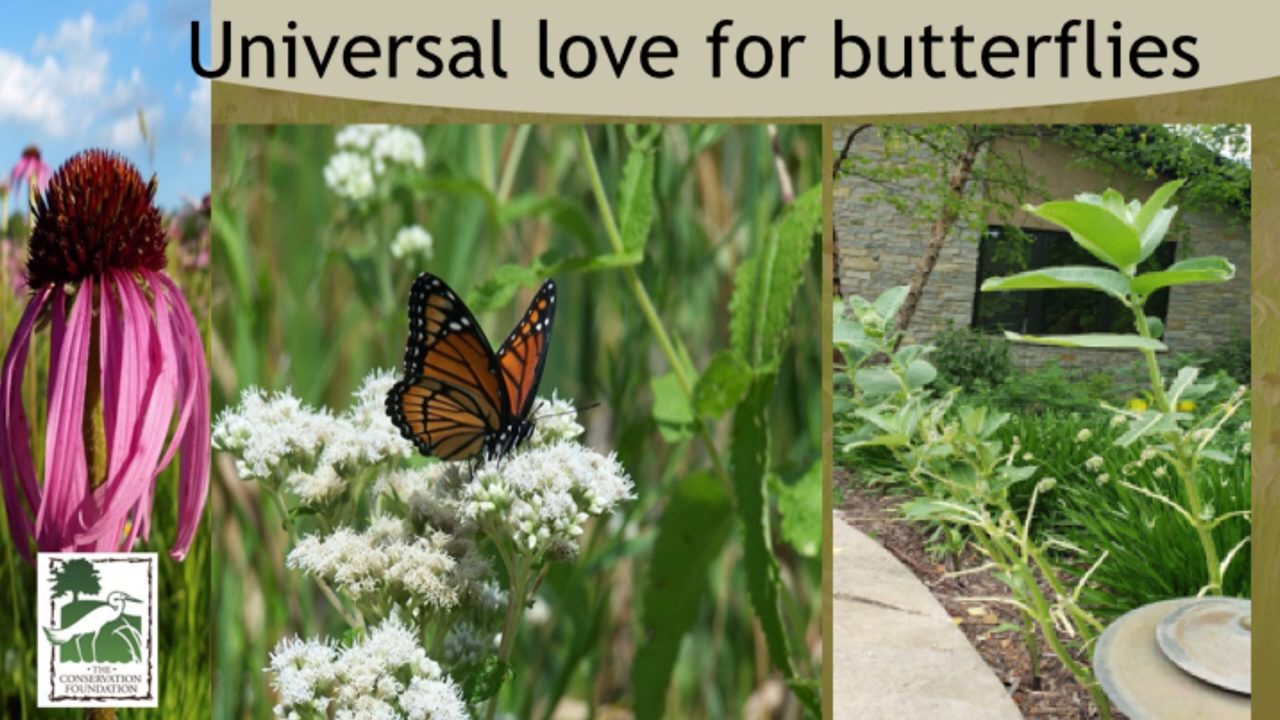 Universal love for butterflies
· THE ·
CONSERVATION
FOUNDATION